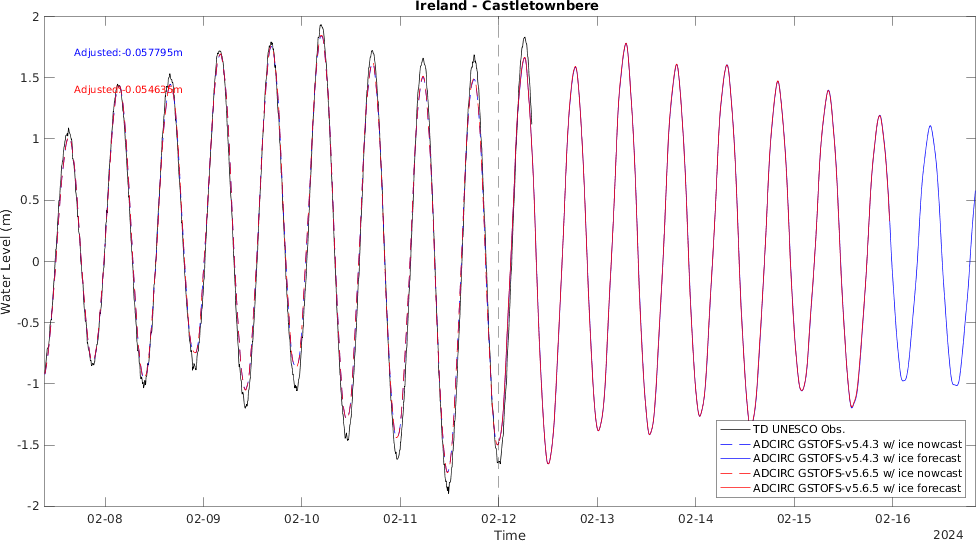 Ireland - Castletownbere
Adjusted:-0.057795m
Adjusted:-0.054635m
2
1.5
1
0.5
0
-0.5
-1
-1.5
-2
Water Level (m)
TD UNESCO Obs.
ADCIRC GSTOFS-v5.4.3 w/ ice nowcast
ADCIRC GSTOFS-v5.4.3 w/ ice forecast
ADCIRC GSTOFS-v5.6.5 w/ ice nowcast
ADCIRC GSTOFS-v5.6.5 w/ ice forecast
02-08 02-09 02-10 02-11 02-12 02-13 02-14 02-15 02-16
Time
2024